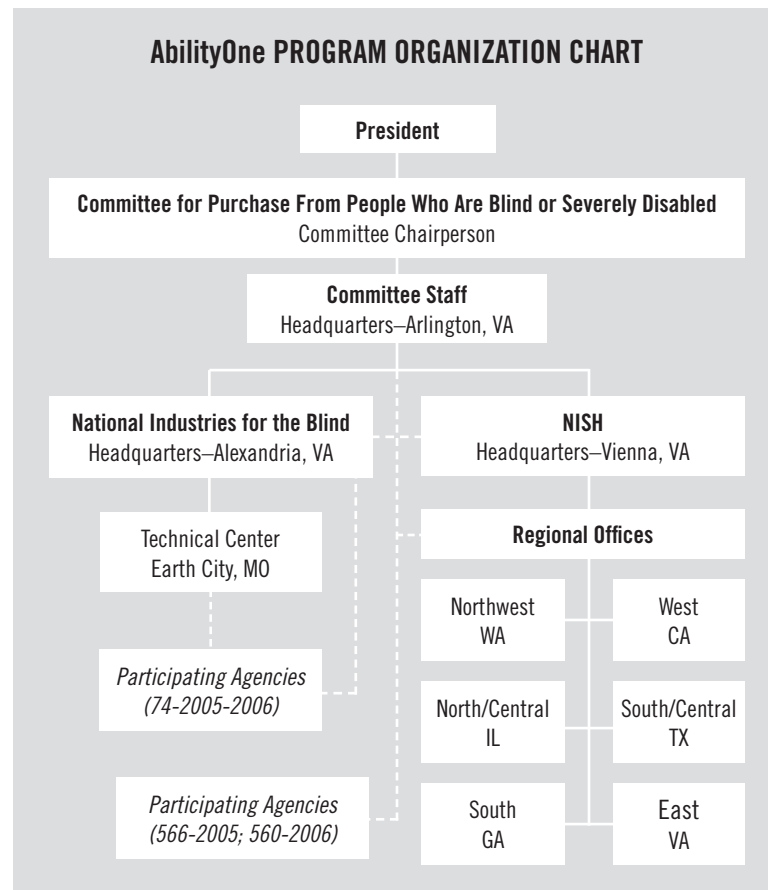 AbilityOne PROGRAM ORGANIZATION CHART
President
Committee for Purchase From People Who Are Blind or Severely Disabled
Committee Chairperson
Committee Staff
Headquarters–Arlington, VA
National Industries for the Blind
Headquarters–Alexandria, VA
NISH
Headquarters–Vienna, VA
Technical Center
Earth City, MO
Participating Agencies
(74-2005-2006)
Participating Agencies
(566-2005; 560-2006)
Regional Offices
Northwest
WA
West
CA
North/Central
IL
South/Central
TX
South
GA
East
VA